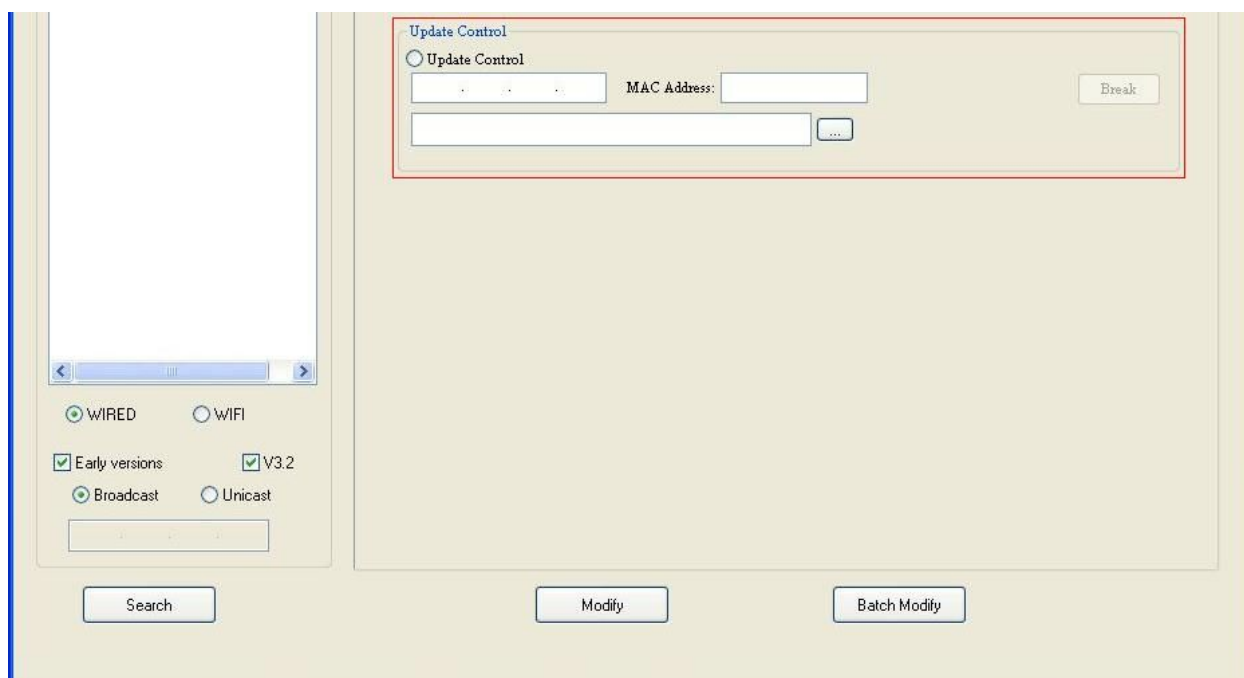 Update Control
Update Control
. . . MAC Address: Break
...
WIRED WIFI
Early versions V3.2
Broadcast Unicast
. . .
Search Modify Batch Modify